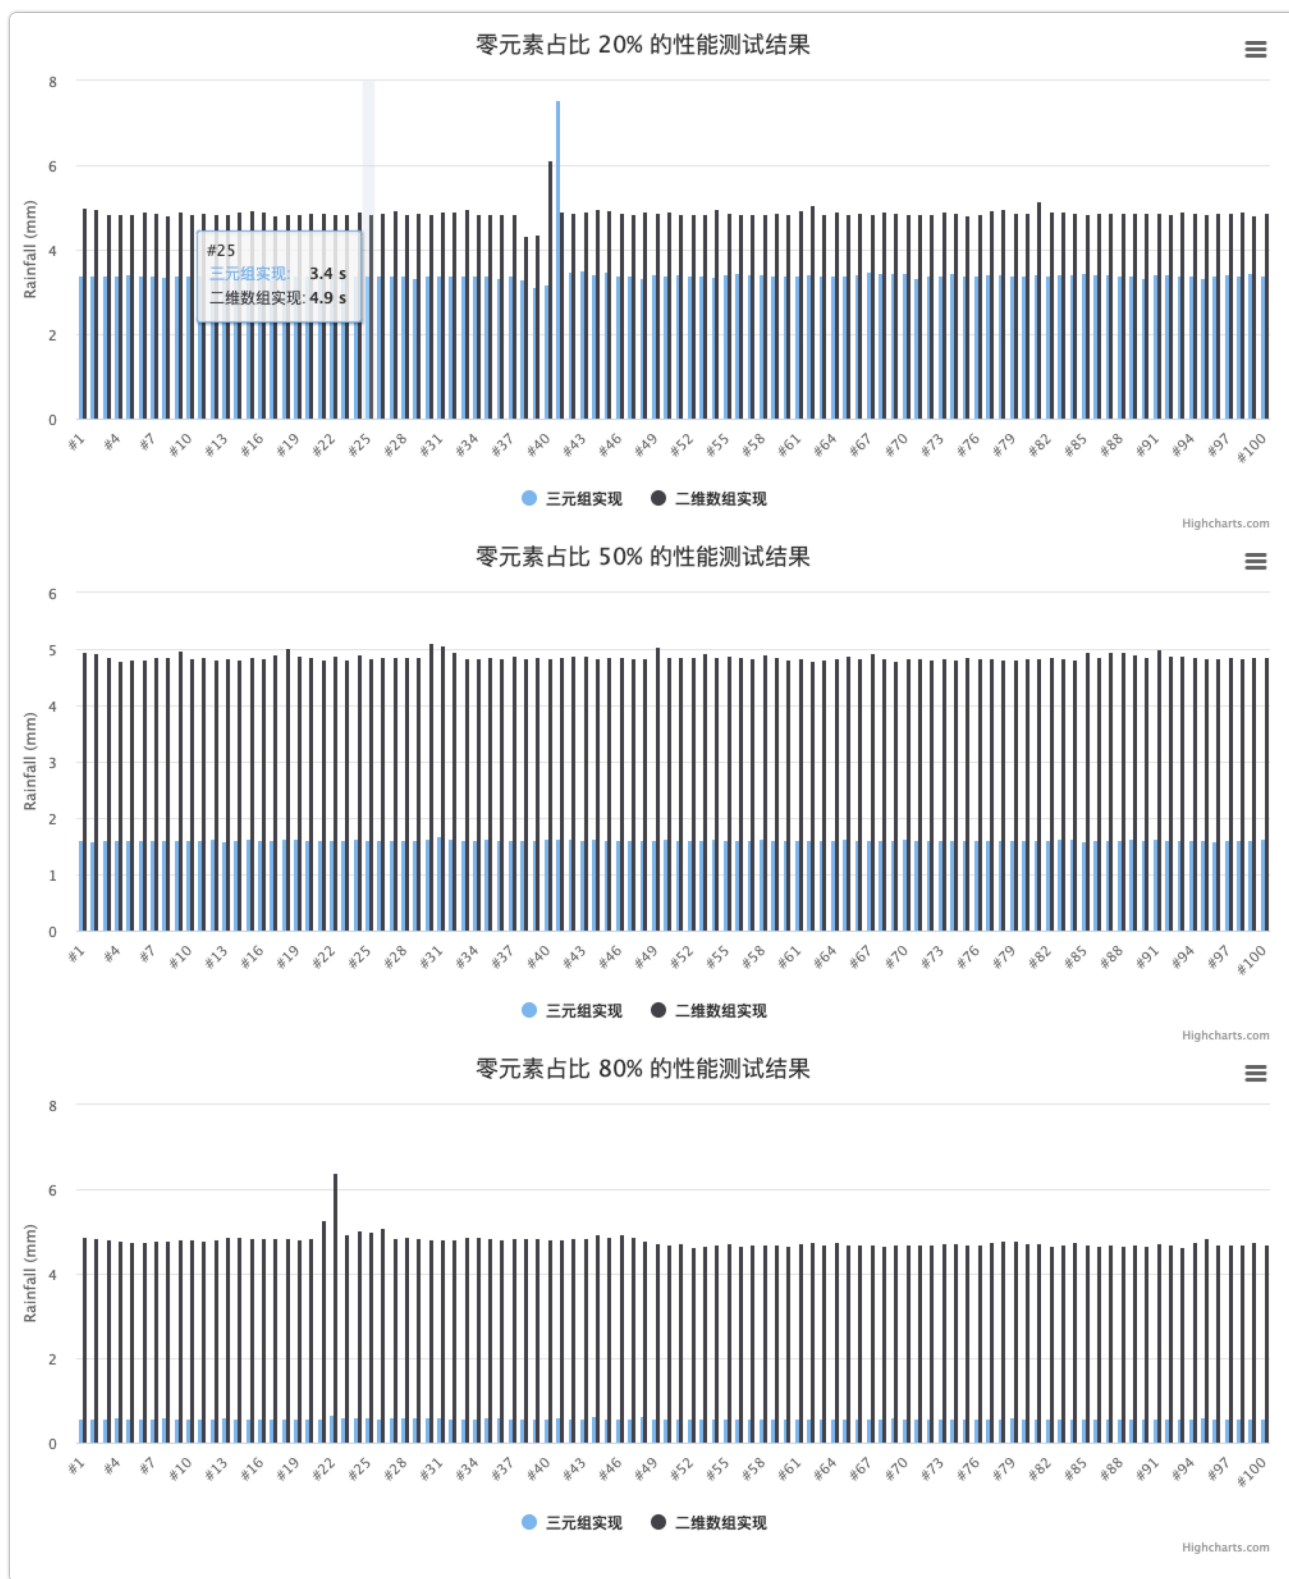 零元素占比 20% 的性能测试结果
8
6
4
2
0
Rainfall (mm)
#25
三元组实现: 3.4 s
二维数组实现: 4.9 s
#1 #4 #7 #10 #13 #16 #19 #22 #25 #28 #31 #34 #37 #40 #43 #46 #49 #52 #55 #58 #61 #64 #67 #70 #73 #76 #79 #82 #85 #88 #91 #94 #97 #100
三元组实现 二维数组实现
Highcharts.com
零元素占比 50% 的性能测试结果
6
5
4
3
2
1
0
Rainfall (mm)
#1 #4 #7 #10 #13 #16 #19 #22 #25 #28 #31 #34 #37 #40 #43 #46 #49 #52 #55 #58 #61 #64 #67 #70 #73 #76 #79 #82 #85 #88 #91 #94 #97 #100
三元组实现 二维数组实现
Highcharts.com
零元素占比 80% 的性能测试结果
8
6
4
2
0
Rainfall (mm)
#1 #4 #7 #10 #13 #16 #19 #22 #25 #28 #31 #34 #37 #40 #43 #46 #49 #52 #55 #58 #61 #64 #67 #70 #73 #76 #79 #82 #85 #88 #91 #94 #97 #100
三元组实现 二维数组实现
Highcharts.com